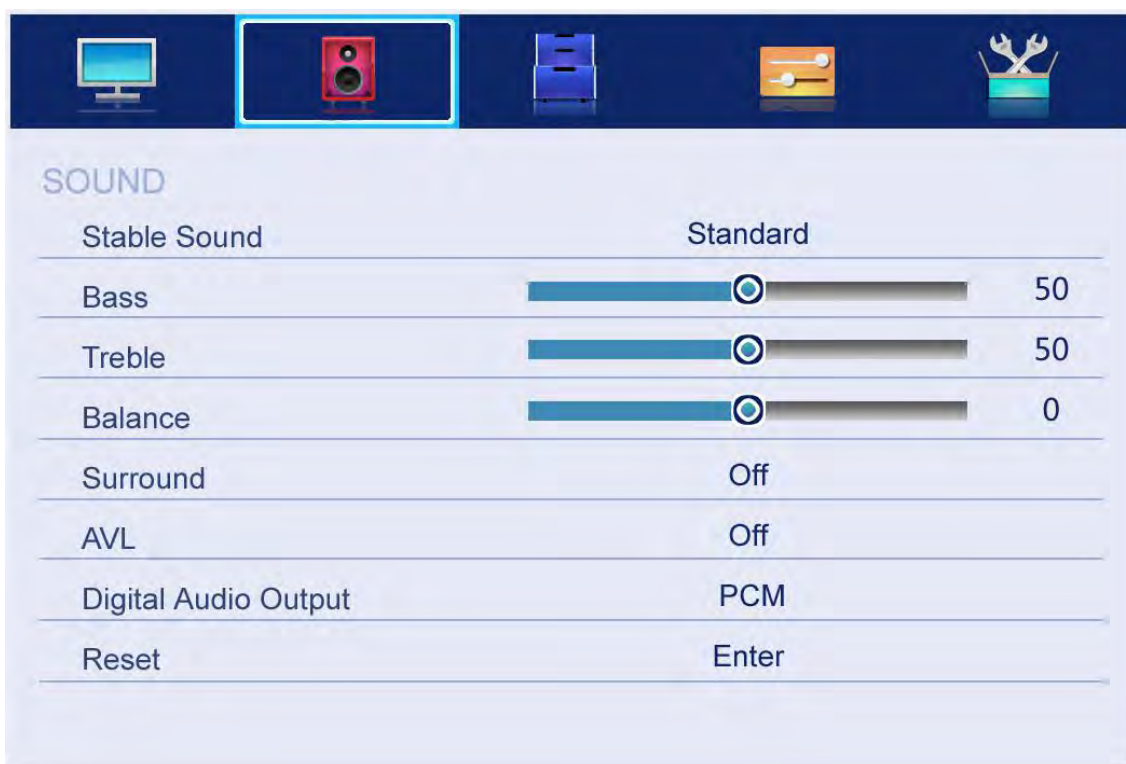 SOUND
Stable Sound Standard
Bass 50
Treble 50
Balance 0
Surround Off
AVL Off
Digital Audio Output PCM
Reset Enter